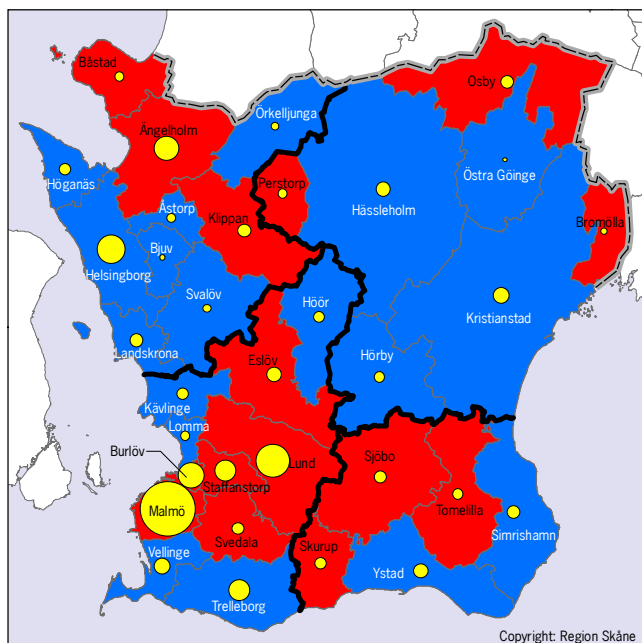 Båstad
Osby
Örkelljunga
Ängelholm
Höganäs
Östra Göinge
Perstorp
Hässleholm
Åstorp
Klippan
Bromölla
Bjuv
Helsingborg
Svalöv
Höör
Kristianstad
Landskrona
Eslöv
Hörby
Kävlinge
Lomma
Burlöv
Lund
Sjöbo
Staffanstorp
Malmö
Tomelilla
Simrishamn
Svedala
Skurup
Vellinge
Ystad
Trelleborg
Copyright: Region Skåne